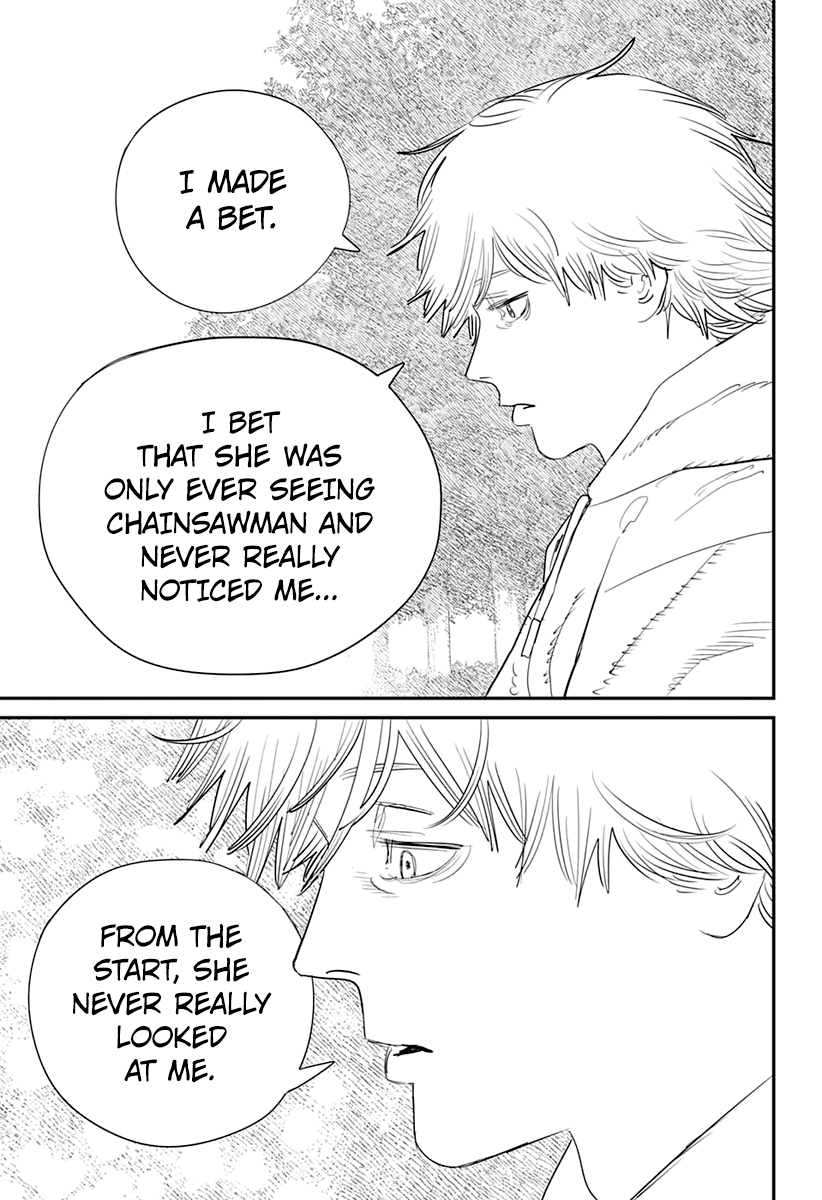 I MADE
A BET.
I BET
THAT SHE WAS
ONLY EVER SEEING
CHAINSAWMAN AND
NEVER REALLY
NOTICED ME...
FROM THE
START, SHE
NEVER REALLY
LOOKED
AT ME.